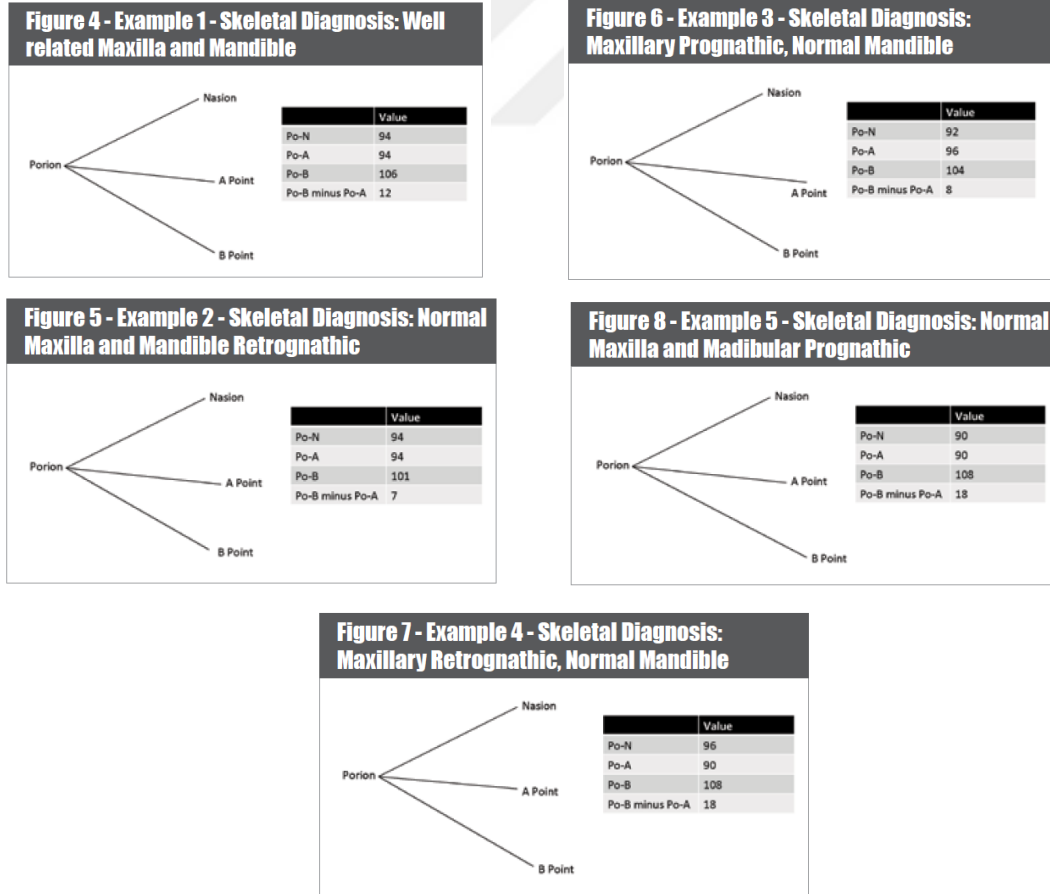 Figure 4 - Example 1 - Skeletal Diagnosis: Well
related Maxilla and Mandible
Nasion
Porion
A Point
B Point
Value
Po-N 94
Po-A 94
Po-B 106
Po-B minus Po-A 12
Figure 6 - Example 3 - Skeletal Diagnosis:
Maxillary Prognathic, Normal Mandible
Nasion
Porion
A Point
B Point
Value
Po-N 92
Po-A 96
Po-B 104
Po-B minus Po-A 8
Figure 5 - Example 2 - Skeletal Diagnosis: Normal
Maxilla and Mandible Retrognathic
Nasion
Porion
A Point
B Point
Value
Po-N 94
Po-A 94
Po-B 101
Po-B minus Po-A 7
Figure 8 - Example 5 - Skeletal Diagnosis: Normal
Maxilla and Madibular Prognathic
Nasion
Porion
A Point
B Point
Value
Po-N 90
Po-A 90
Po-B 108
Po-B minus Po-A 18
Figure 7 - Example 4 - Skeletal Diagnosis:
Maxillary Retrognathic, Normal Mandible
Nasion
Porion
A Point
B Point
Value
Po-N 96
Po-A 90
Po-B 108
Po-B minus Po-A 18